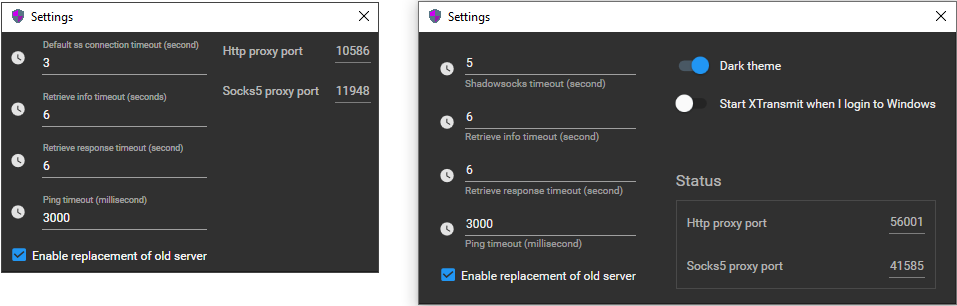 Settings
Default ss connection timeout (second)
3
Retrieve info timeout (seconds)
6
Retrieve response timeout (second)
6
Ping timeout (millisecond)
3000
Enable replacement of old server
Http proxy port 10586
Socks5 proxy port 11948
Settings
5
Shadowsocks timeout (second)
6
Retrieve info timeout (second)
6
Retrieve response timeout (second)
3000
Ping timeout (millisecond)
Enable replacement of old server
Dark theme
Start XTransmit when I login to Windows
Status
Http proxy port 56001
Socks5 proxy port 41585